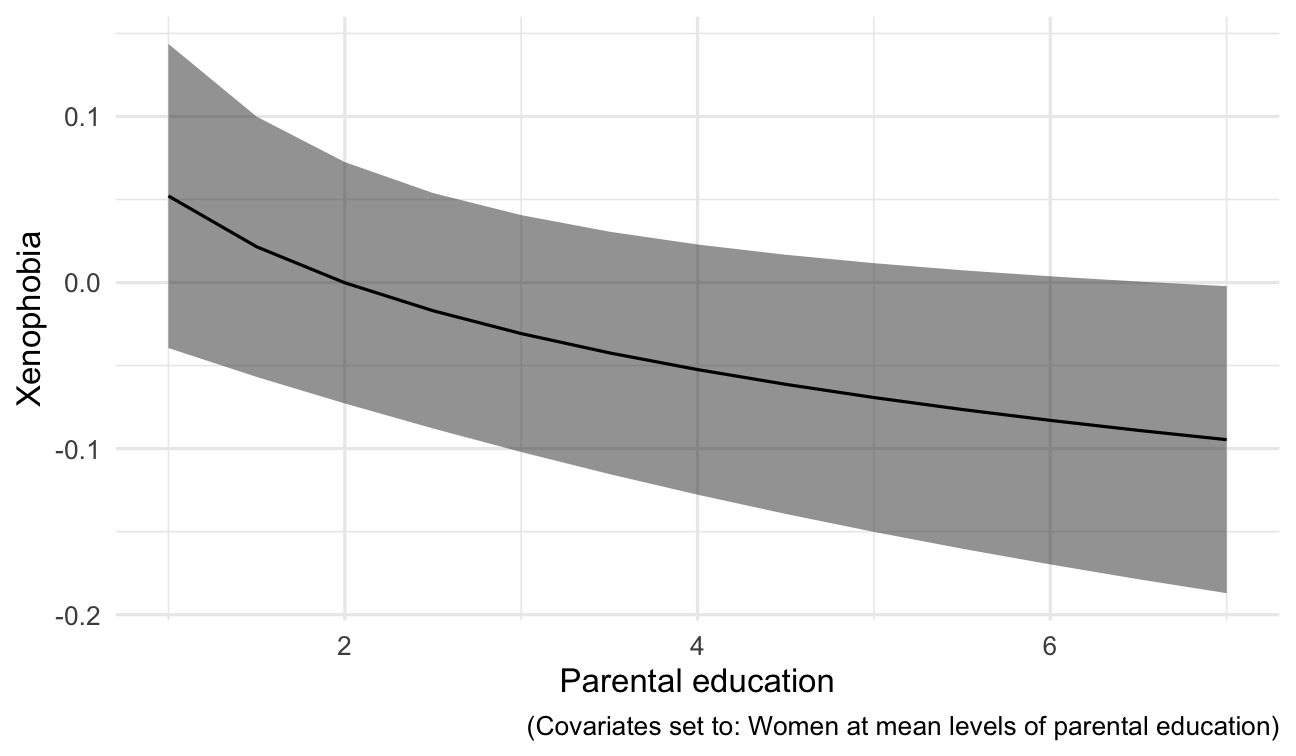 Xenophobia
0.1
0.0
-0.1
-0.2
2
4
6
Parental education
(Covariates set to: Women at mean levels of parental education)